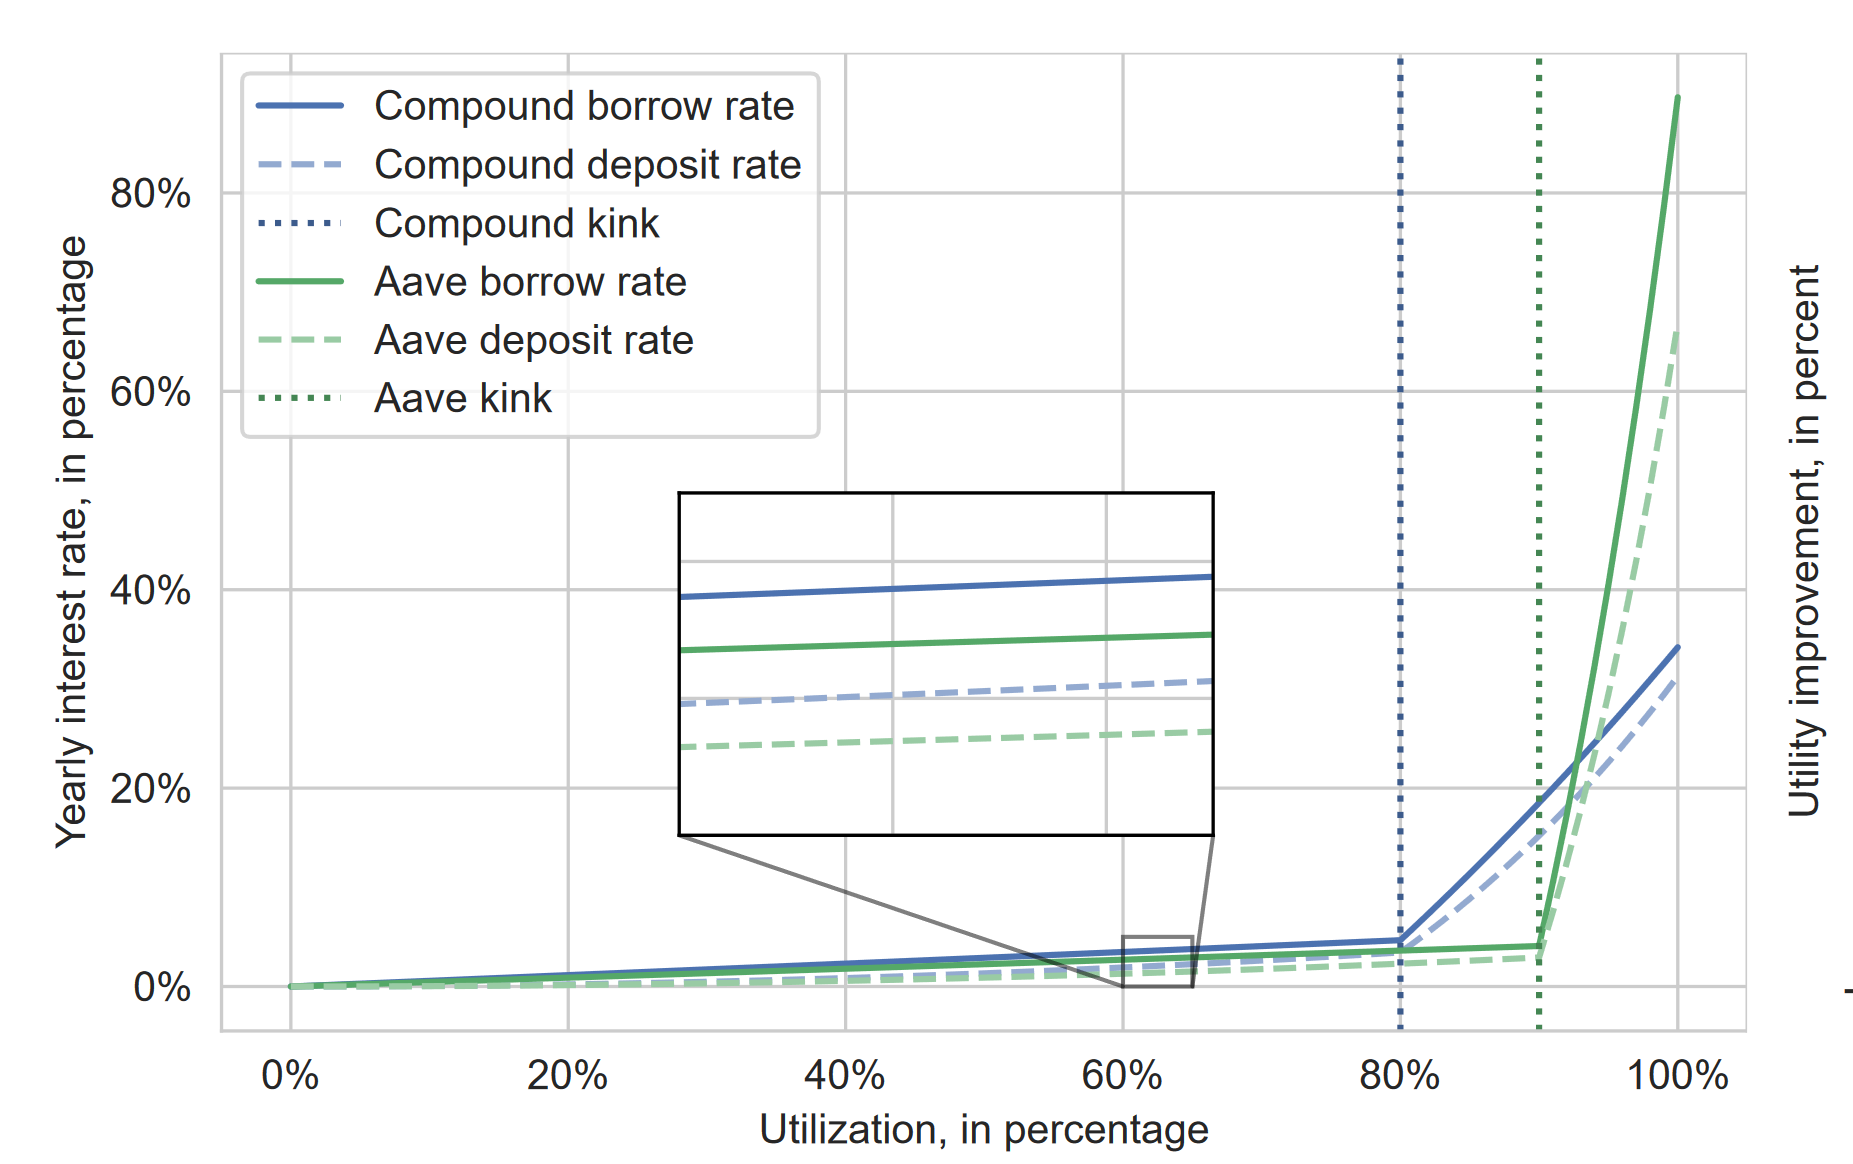 Compound borrow rate
Compound deposit rate
Compound kink
Aave borrow rate
Aave deposit rate
Aave kink
Yearly interest rate, in percentage
80%
60%
40%
20%
0%
0% 20% 40% 60% 80% 100%
Utilization, in percentage
Utility improvement, in percent